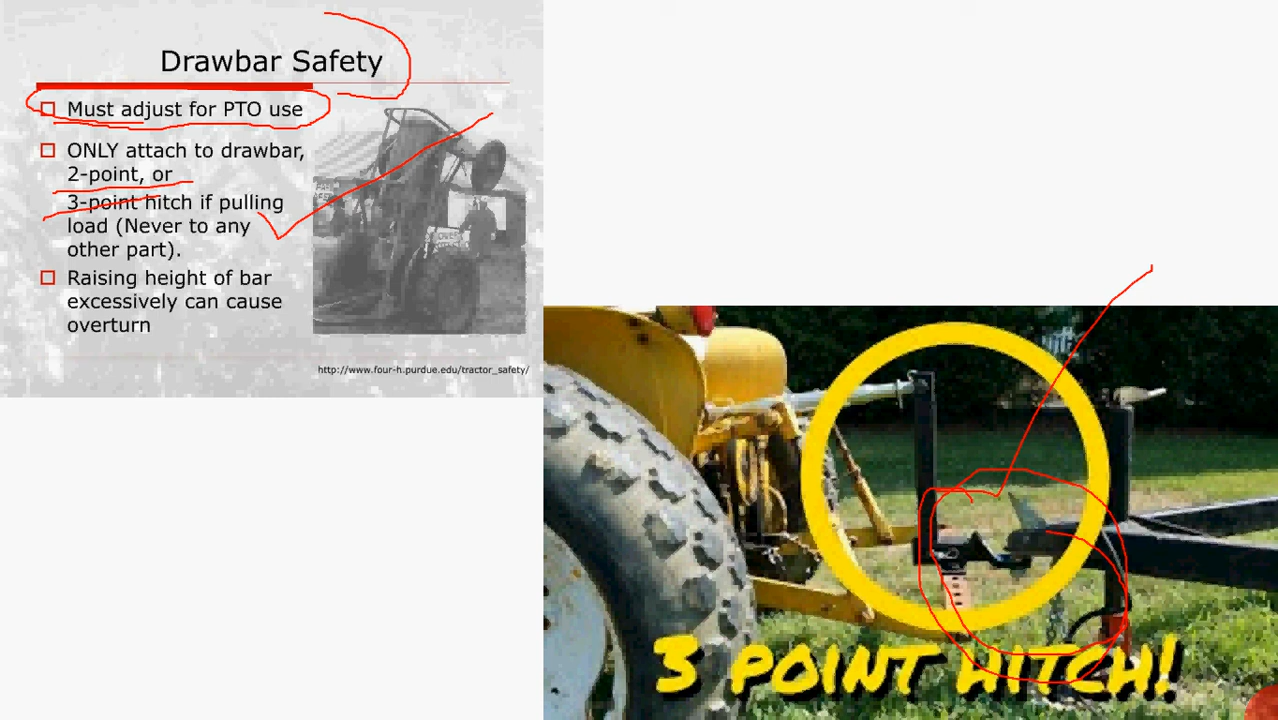 Drawbar Safety
Must adjust for PTO use
ONLY attach to drawbar,
2-point, or
3-point hitch if pulling
load (Never to any
other part).
Raising height of bar
excessively can cause
overturn
http://www.four-h.purdue.edu/tractor_safety/
3 POINT HITCH!